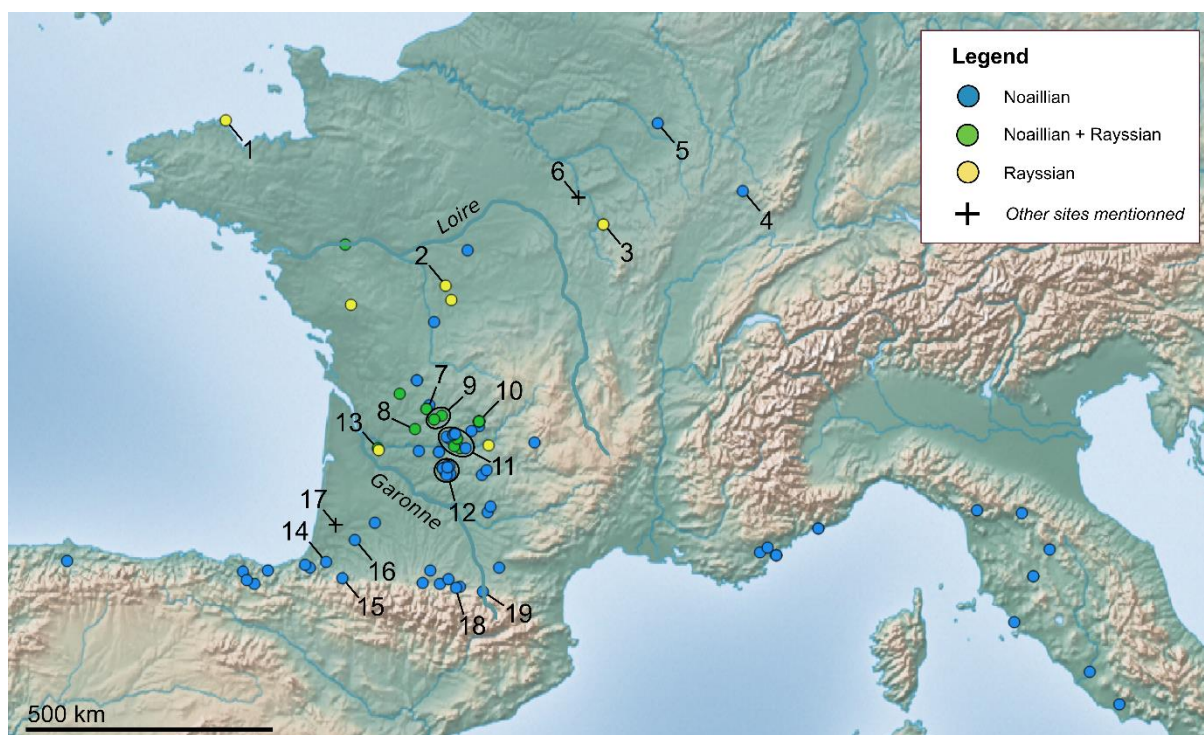 Legend
Noaillian
Noaillian + Rayssian
Rayssian
Other sites mentionned
1
5
6
4
3
Loire
2
7
9
10
8
13
11
Garonne
12
17
14
16
15
18
19
500 km